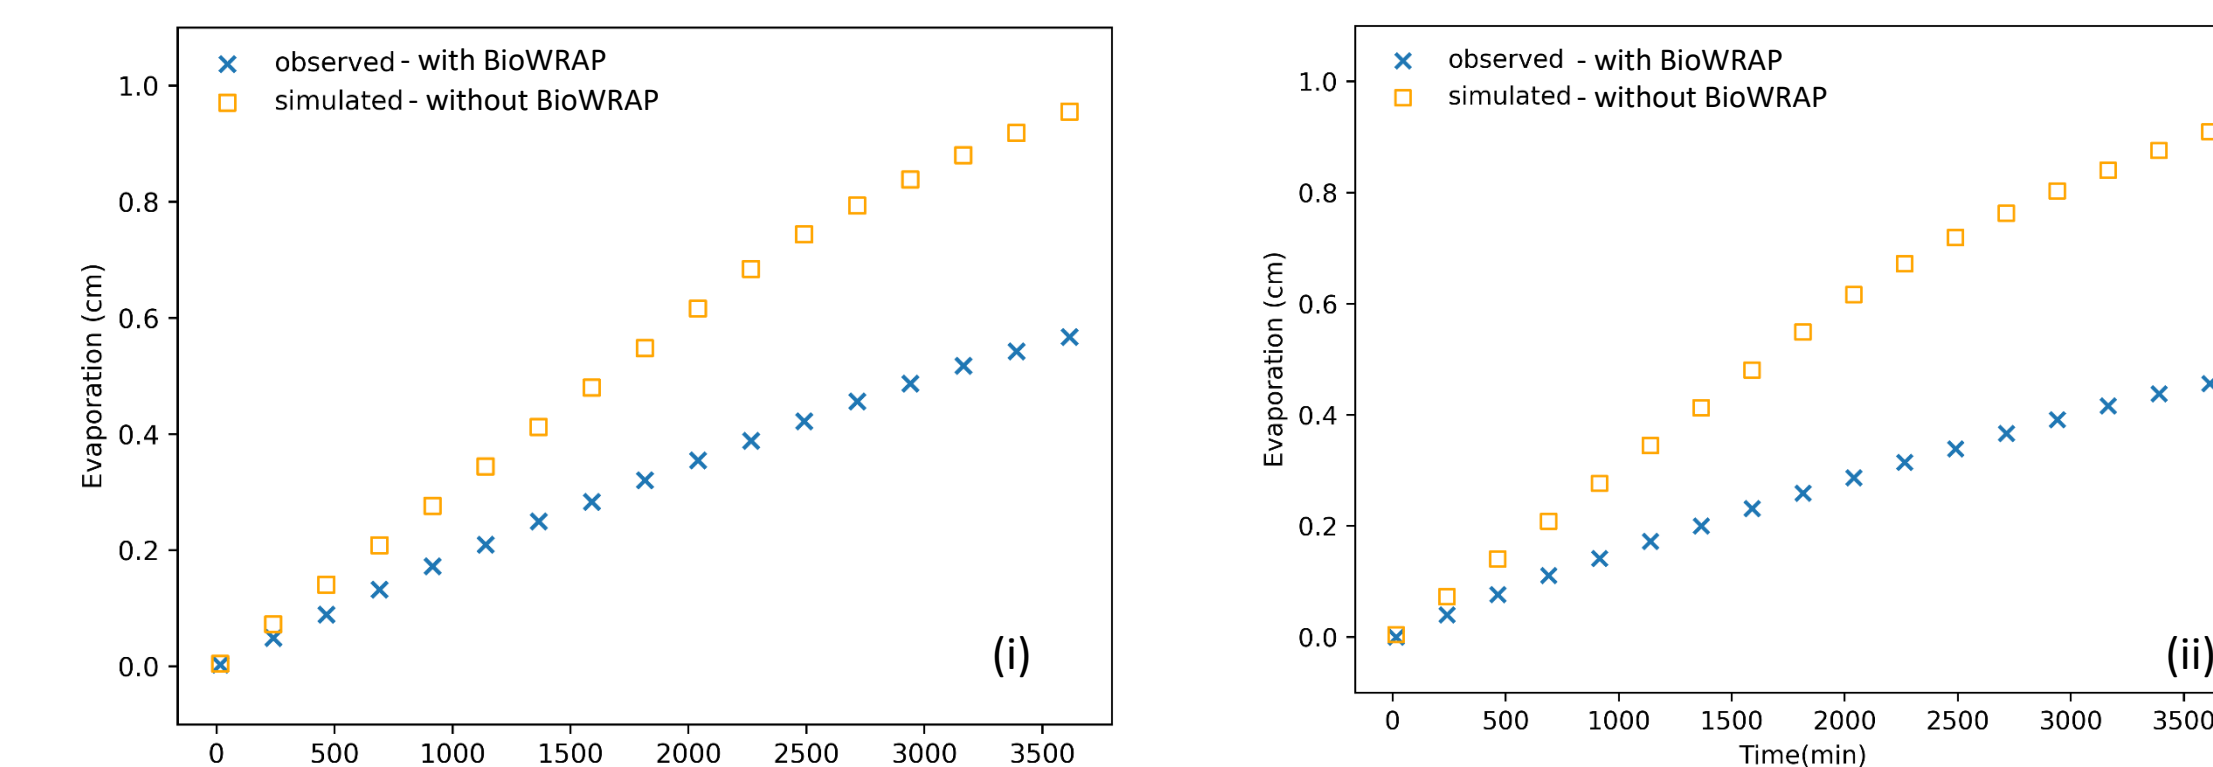 observed - with BioWRAP
simulated - without BioWRAP
1.0
0.8
0.6
0.4
0.2
0.0
Evaporation (cm)
(i)
0 500 1000 1500 2000 2500 3000 3500
observed - with BioWRAP
simulated - without BioWRAP
1.0
0.8
0.6
0.4
0.2
0.0
Evaporation (cm)
(ii)
0 500 1000 1500 2000 2500 3000 3500
Time(min)